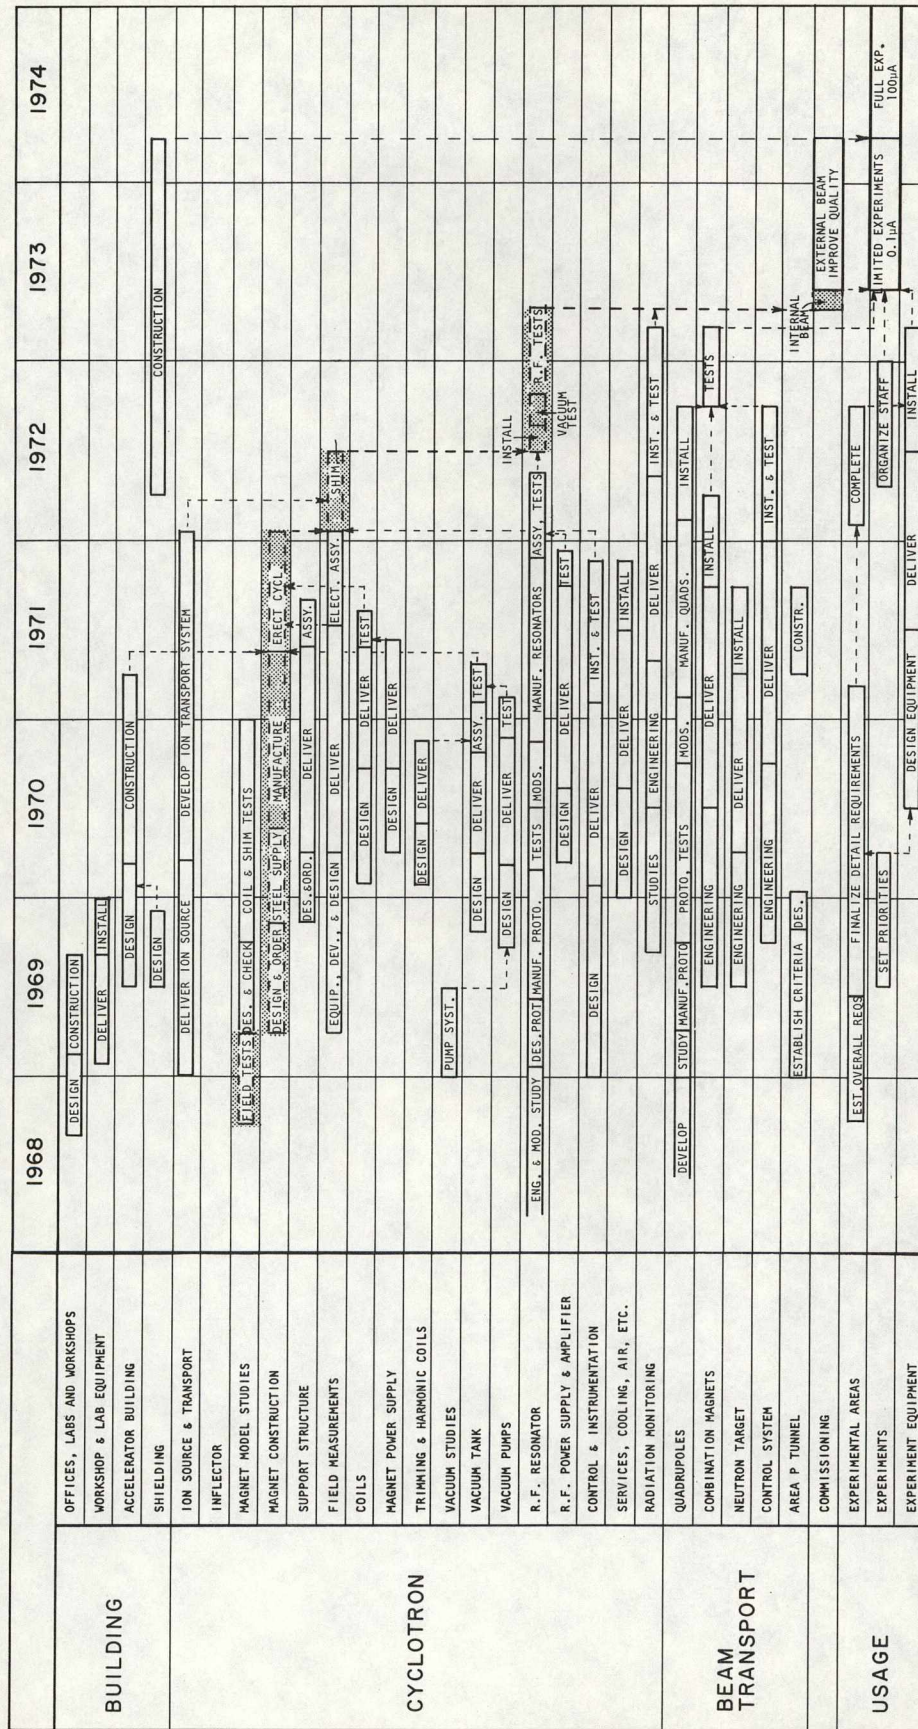 1968 1969 1970 1971 1972 1973 1974
BUILDING
OFFICES, LABS AND WORKSHOPS
DESIGN CONSTRUCTION
WORKSHOP & LAB EQUIPMENT
DELIVER INSTALL
ACCELERATOR BUILDING
DESIGN CONSTRUCTION
SHIELDING
DESIGN CONSTRUCTION
CYCLOTRON
ION SOURCE & TRANSPORT
DELIVER ION SOURCE DEVELOP ION TRANSPORT SYSTEM
INFLECTOR
MAGNET MODEL STUDIES
FIELD TESTS DES. & CHECK COIL & SHIM TESTS
MAGNET CONSTRUCTION
DESIGN & ORDER STEEL SUPPLY MANUFACTURE ERECT CYCL.
SUPPORT STRUCTURE
DES.&ORD. DELIVER ASSY.
FIELD MEASUREMENTS
EQUIP., DEV., & DESIGN DELIVER ELECT. ASSY. SHIM
COILS
DESIGN DELIVER TEST
MAGNET POWER SUPPLY
DESIGN DELIVER
TRIMMING & HARMONIC COILS
DESIGN DELIVER
VACUUM STUDIES
PUMP SYST.
VACUUM TANK
DESIGN DELIVER ASSY. TEST
VACUUM PUMPS
DESIGN DELIVER TEST
INSTALL
R.F. RESONATOR
ENG. & MOD. STUDY DES.PROT MANUF. PROTO. TESTS MODS. MANUF. RESONATORS ASSY, TESTS R.F. TESTS
VACUUM
TEST
R.F. POWER SUPPLY & AMPLIFIER
DESIGN DELIVER TEST
CONTROL & INSTRUMENTATION
DESIGN DELIVER INST. & TEST
SERVICES, COOLING, AIR, ETC.
DESIGN DELIVER INSTALL
RADIATION MONITORING
STUDIES ENGINEERING DELIVER INST. & TEST
BEAM
TRANSPORT
QUADRUPOLES
DEVELOP STUDY MANUF.PROTO PROTO. TESTS MODS. MANUF. QUADS. INSTALL
COMBINATION MAGNETS
ENGINEERING DELIVER INSTALL TESTS
NEUTRON TARGET
ENGINEERING DELIVER INSTALL
CONTROL SYSTEM
ENGINEERING DELIVER INST. & TEST
AREA P TUNNEL
ESTABLISH CRITERIA DES. CONSTR.
INTERNAL
BEAM
COMMISSIONING
EXTERNAL BEAM
IMPROVE QUALITY
USAGE
EXPERIMENTAL AREAS
EST.OVERALL REQS FINALIZE DETAIL REQUIREMENTS COMPLETE
EXPERIMENTS
SET PRIORITIES ORGANIZE STAFF
LIMITED EXPERIMENTS
0.1µA
FULL EXP.
100µA
EXPERIMENT EQUIPMENT
DESIGN EQUIPMENT DELIVER INSTALL